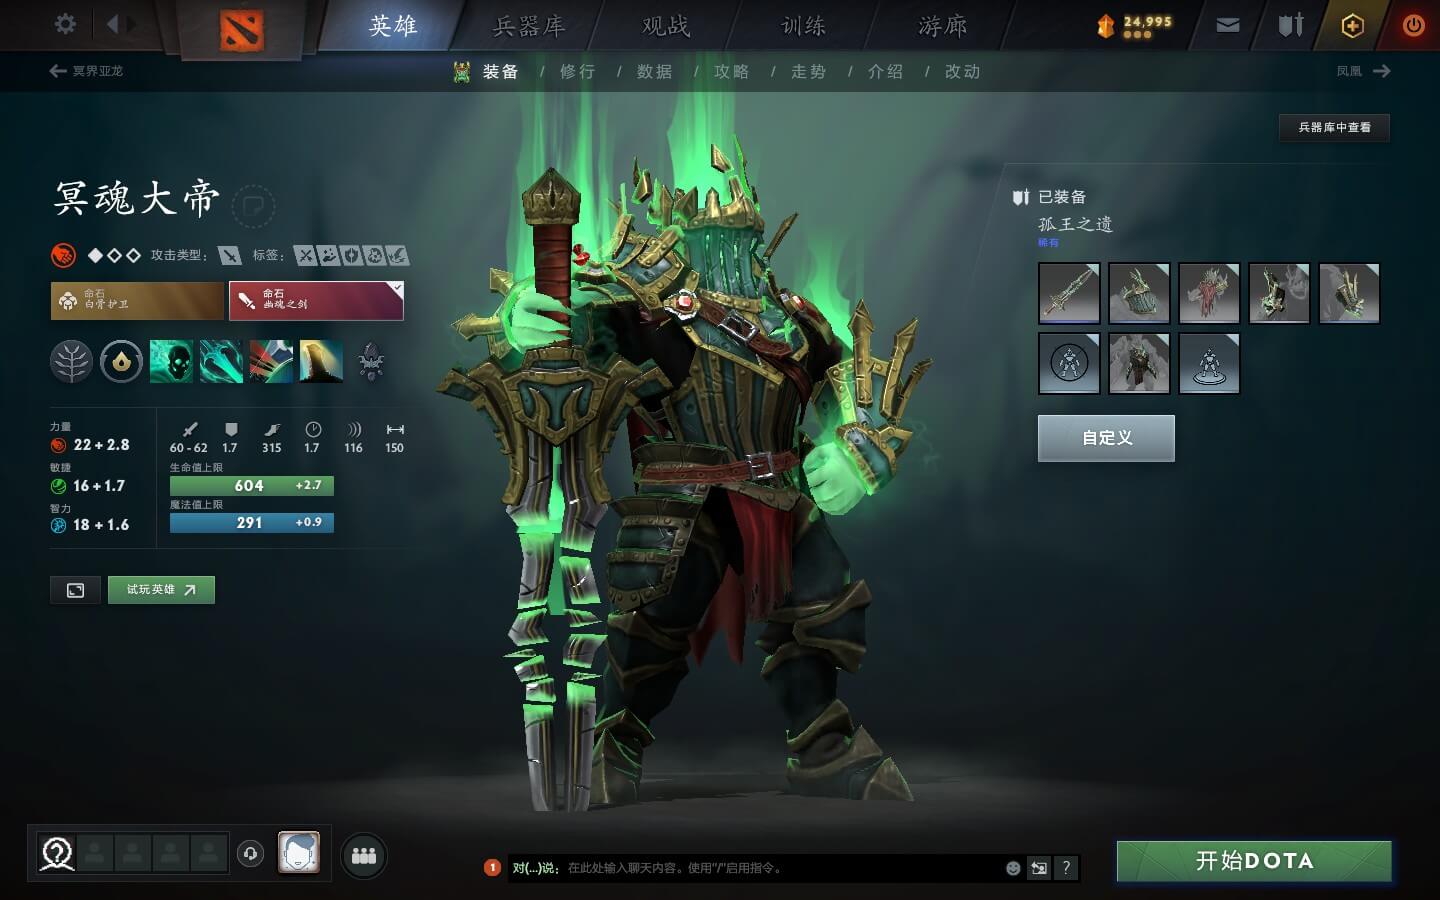 英雄
兵器库
观战
训练
游廊
24,995
冥界亚龙
装备 / 修行 / 数据 / 攻略 / 走势 / 介绍 / 改动
凤凰
兵器库中查看
冥魂大帝
攻击类型：
标签：
命石
白骨护卫
命石
幽魂之剑
力量
22 + 2.8
敏捷
16 + 1.7
智力
18 + 1.6
60 - 62 1.7 315 1.7 116 150
生命值上限
604 +2.7
魔法值上限
291 +0.9
试玩英雄
已装备
孤王之遗
稀有
自定义
1
对(...)说： 在此处输入聊天内容。使用“/”启用指令。
?
开始DOTA